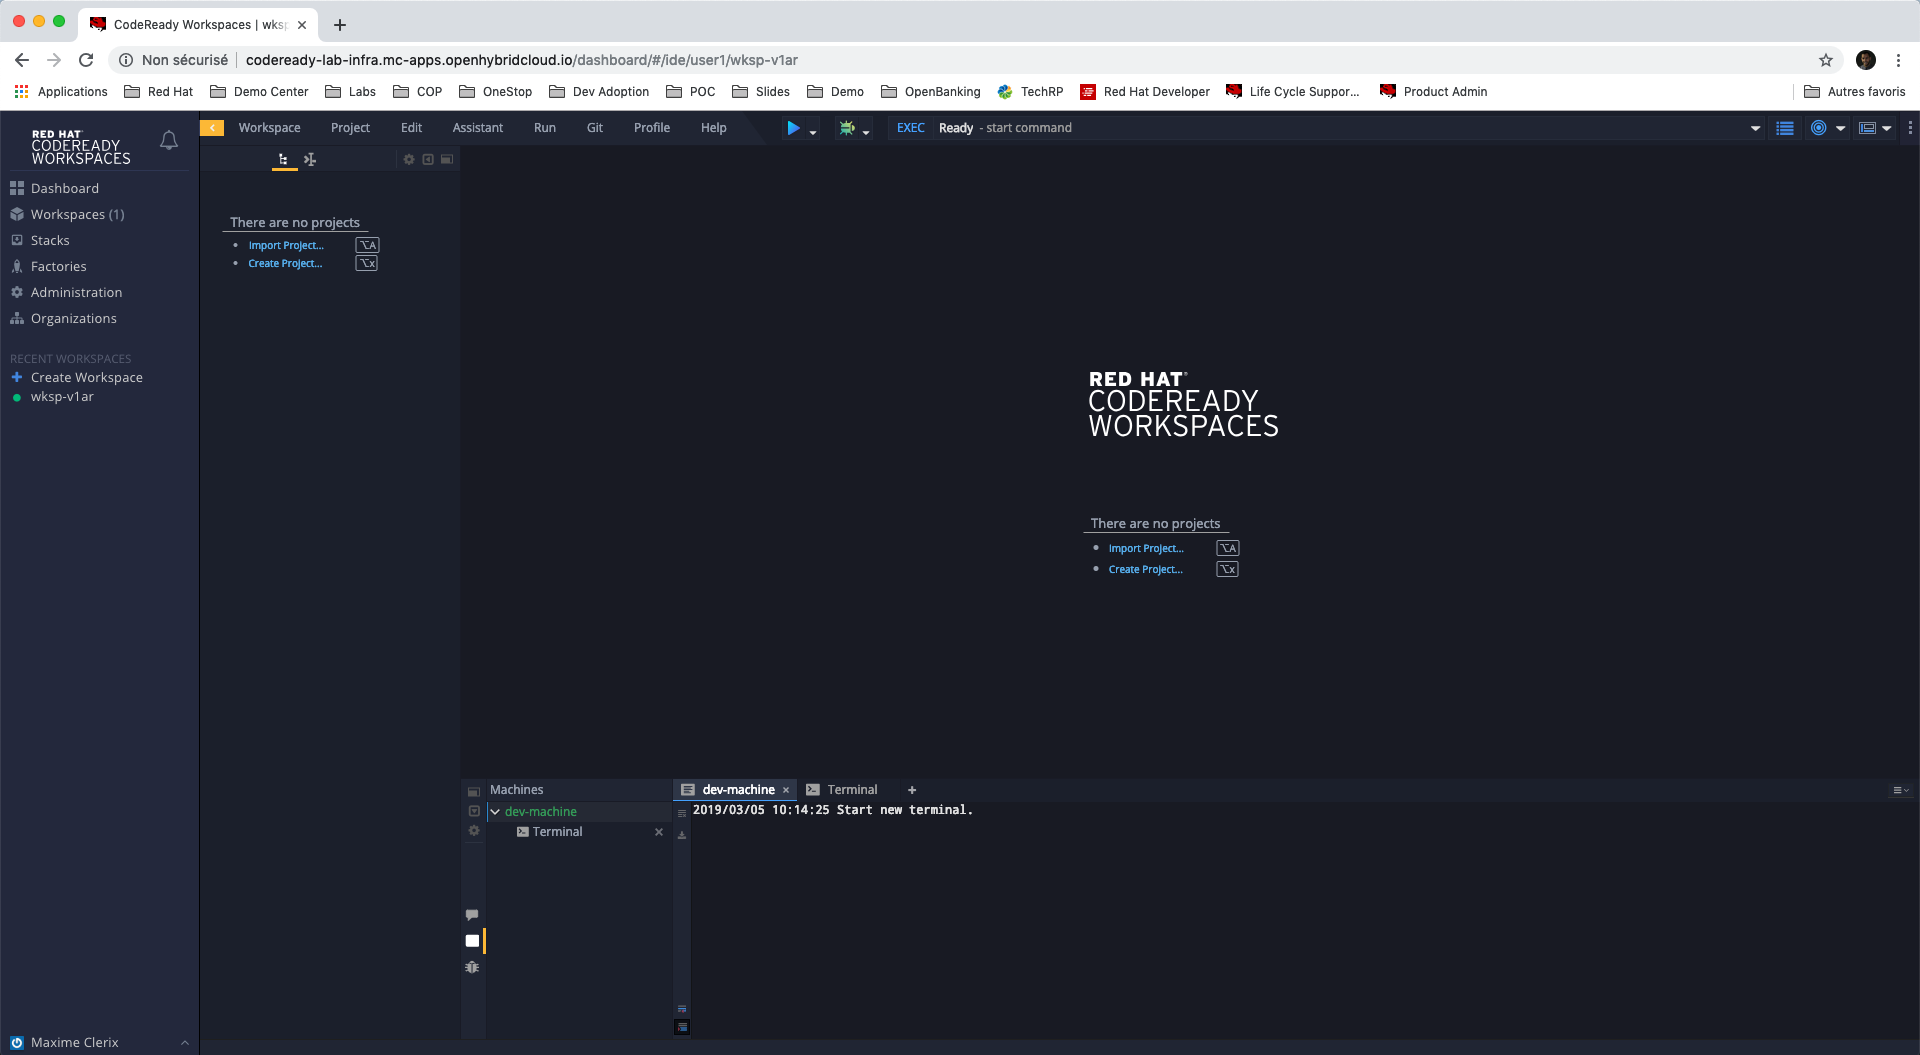 CodeReady Workspaces | wksp
Non sécurisé codeready-lab-infra.mc-apps.openhybridcloud.io/dashboard/#/ide/user1/wksp-v1ar
Applications Red Hat Demo Center Labs COP OneStop Dev Adoption POC Slides Demo OpenBanking TechRP Red Hat Developer Life Cycle Suppor... Product Admin Autres favoris
RED HAT®
CODEREADY
WORKSPACES
Workspace Project Edit Assistant Run Git Profile Help EXEC Ready - start command
Dashboard
Workspaces (1)
Stacks
Factories
Administration
Organizations
RECENT WORKSPACES
Create Workspace
wksp-v1ar
There are no projects
Import Project... ⌥A
Create Project... ⌥X
RED HAT®
CODEREADY
WORKSPACES
There are no projects
Import Project... ⌥A
Create Project... ⌥X
Machines
dev-machine
Terminal
dev-machine Terminal
2019/03/05 10:14:25 Start new terminal.
Maxime Clerix